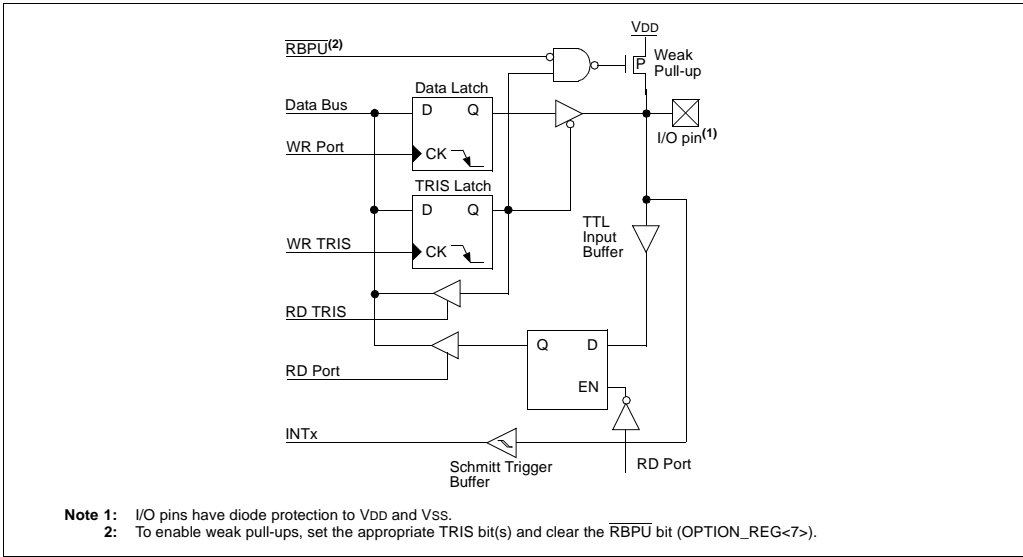 VDD
RBPU(2)
Weak
Pull-up
P
Data Latch
Data Bus
D Q
I/O pin(1)
WR Port
CK
TRIS Latch
D Q
TTL
Input
Buffer
WR TRIS
CK
RD TRIS
Q D
RD Port
EN
INTx
RD Port
Schmitt Trigger
Buffer
Note 1: I/O pins have diode protection to VDD and VSS.
2: To enable weak pull-ups, set the appropriate TRIS bit(s) and clear the RBPU bit (OPTION_REG<7>).